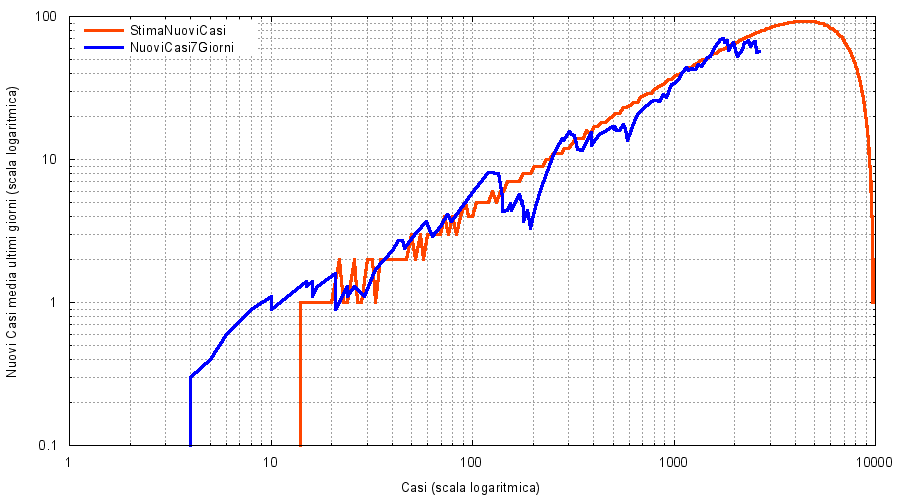 100
StimaNuoviCasi
NuoviCasi7Giorni
10
1
0.1
Nuovi Casi media ultimi giorni (scala logaritmica)
1
10
100
1000
10000
Casi (scala logaritmica)